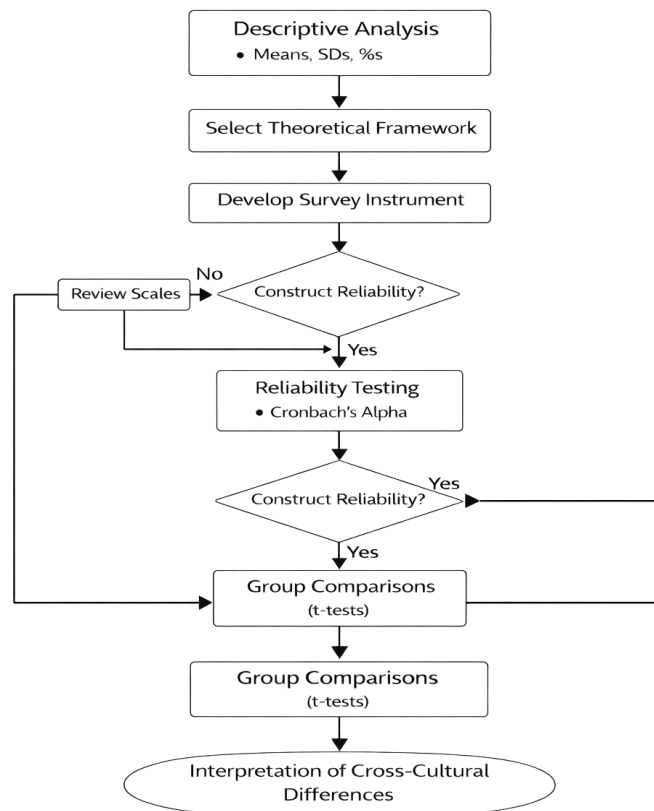 Descriptive Analysis
• Means, SDs, %s
Select Theoretical Framework
Develop Survey Instrument
No
Review Scales
Construct Reliability?
Yes
Reliability Testing
• Cronbach's Alpha
Yes
Construct Reliability?
Yes
Group Comparisons
(t-tests)
Group Comparisons
(t-tests)
Interpretation of Cross-Cultural
Differences